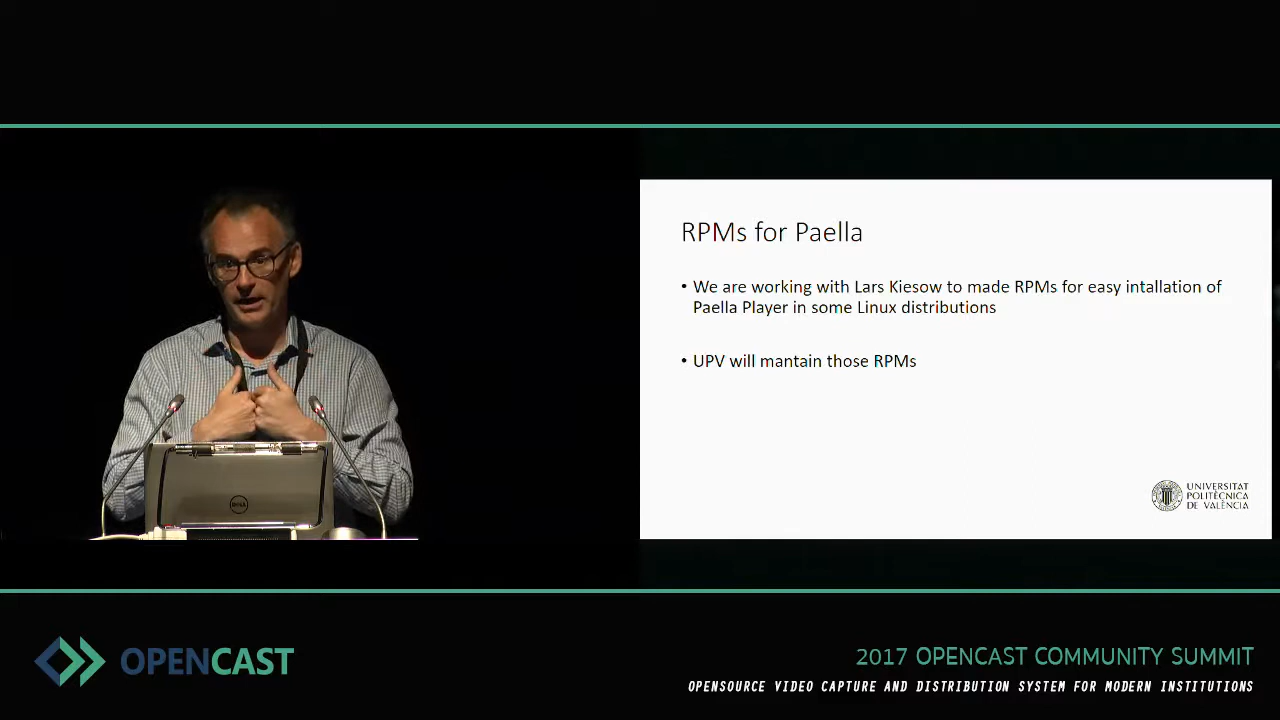 RPMs for Paella
• We are working with Lars Kiesow to made RPMs for easy intallation of
Paella Player in some Linux distributions
• UPV will mantain those RPMs
UNIVERSITAT
POLITÈCNICA
DE VALÈNCIA
DELL
OPENCAST
2017 OPENCAST COMMUNITY SUMMIT
OPENSOURCE VIDEO CAPTURE AND DISTRIBUTION SYSTEM FOR MODERN INSTITUTIONS